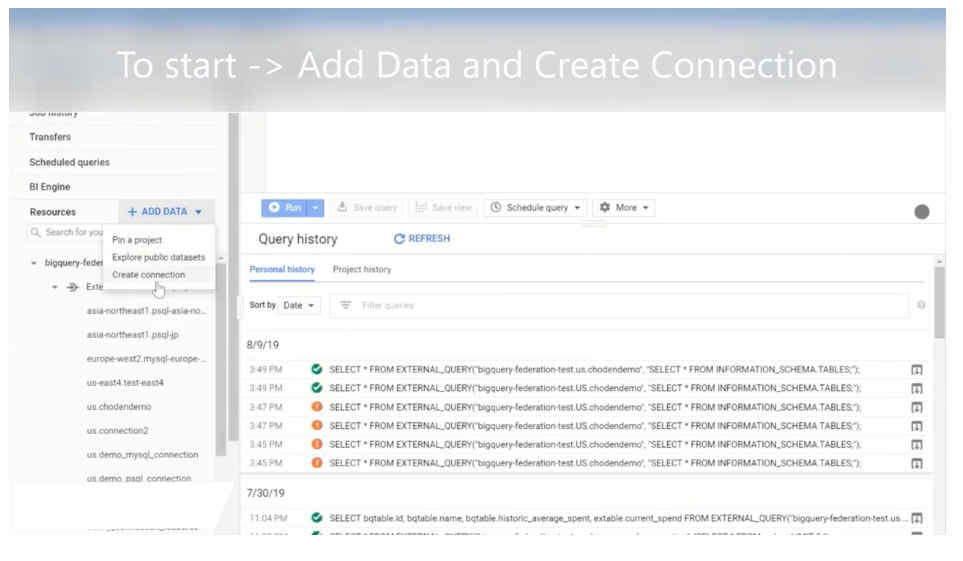 To start -> Add Data and Create Connection
Job history
Transfers
Scheduled queries
BI Engine
Resources
+ ADD DATA
Search for you
Pin a project
Explore public datasets
Create connection
bigquery-feder
Exte
asia-northeast1.psql-asia-no...
asia-northeast1.psql-jp
europe-west2.mysql-europe-...
us-east4.test-east4
us.chodendemo
us.connection2
us.demo_mysql_connection
us.demo_psql_connection
Run Save query Save view Schedule query More
Query history REFRESH
Personal history Project history
Sort by Date Filter queries
8/9/19
3:49 PM SELECT * FROM EXTERNAL_QUERY("bigquery-federation-test.US.chodendemo", "SELECT * FROM INFORMATION_SCHEMA.TABLES;");
3:49 PM SELECT * FROM EXTERNAL_QUERY("bigquery-federation-test.US.chodendemo", "SELECT * FROM INFORMATION_SCHEMA.TABLES;");
3:47 PM SELECT * FROM EXTERNAL_QUERY("bigquery-federation-test.US.chodendemo", "SELECT * FROM INFORMATION_SCHEMA.TABLES;");
3:47 PM SELECT * FROM EXTERNAL_QUERY("bigquery-federation-test.US.chodendemo", "SELECT * FROM INFORMATION_SCHEMA.TABLES;");
3:45 PM SELECT * FROM EXTERNAL_QUERY("bigquery-federation-test.US.chodendemo", "SELECT * FROM INFORMATION_SCHEMA.TABLES;");
3:45 PM SELECT * FROM EXTERNAL_QUERY("bigquery-federation-test.US.chodendemo", "SELECT * FROM INFORMATION_SCHEMA.TABLES;");
7/30/19
11:04 PM SELECT bqtable.id, bqtable.name, bqtable.historic_average_spent, extable.current_spend FROM EXTERNAL_QUERY("bigquery-federation-test.us....